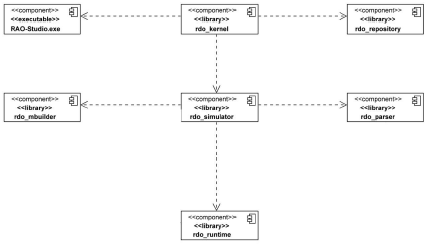 <<component>>
<<executable>>
RAO-Studio.exe
<<component>>
<<library>>
rdo_kernel
<<component>>
<<library>>
rdo_repository
<<component>>
<<library>>
rdo_mbuilder
<<component>>
<<library>>
rdo_simulator
<<component>>
<<library>>
rdo_parser
<<component>>
<<library>>
rdo_runtime